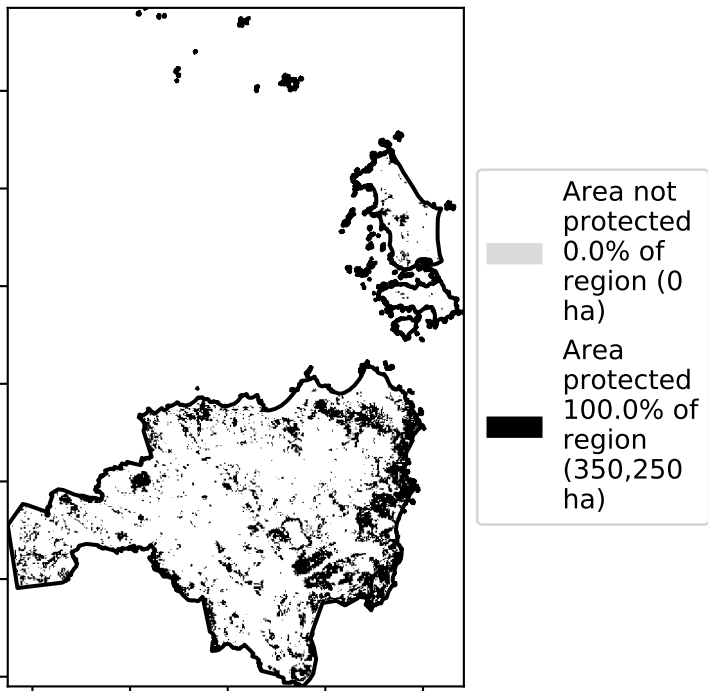 Area not
protected
0.0% of
region (0
ha)
Area
protected
100.0% of
region
(350,250
ha)